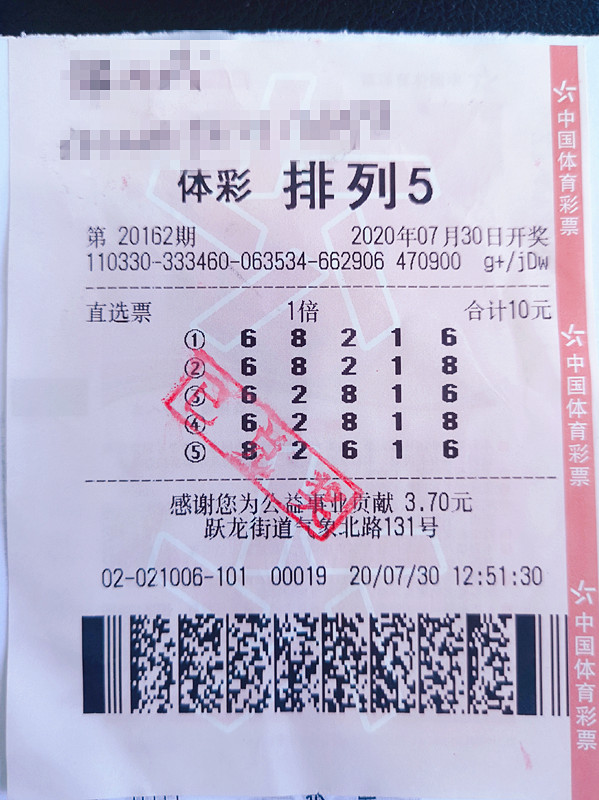 体彩 排列5
第 20162期 2020年07月30日开奖
110330-333460-063534-662906 470900 g+/jDw
直选票 1倍 合计10元
① 6 8 2 1 6
② 6 8 2 1 8
③ 6 2 8 1 6
④ 6 2 8 1 8
⑤ 8 2 6 1 6
已兑奖
感谢您为公益事业贡献 3.70元
跃龙街道气象北路131号
02-021006-101 00019 20/07/30 12:51:30
中国体育彩票
中国体育彩票
中国体育彩票